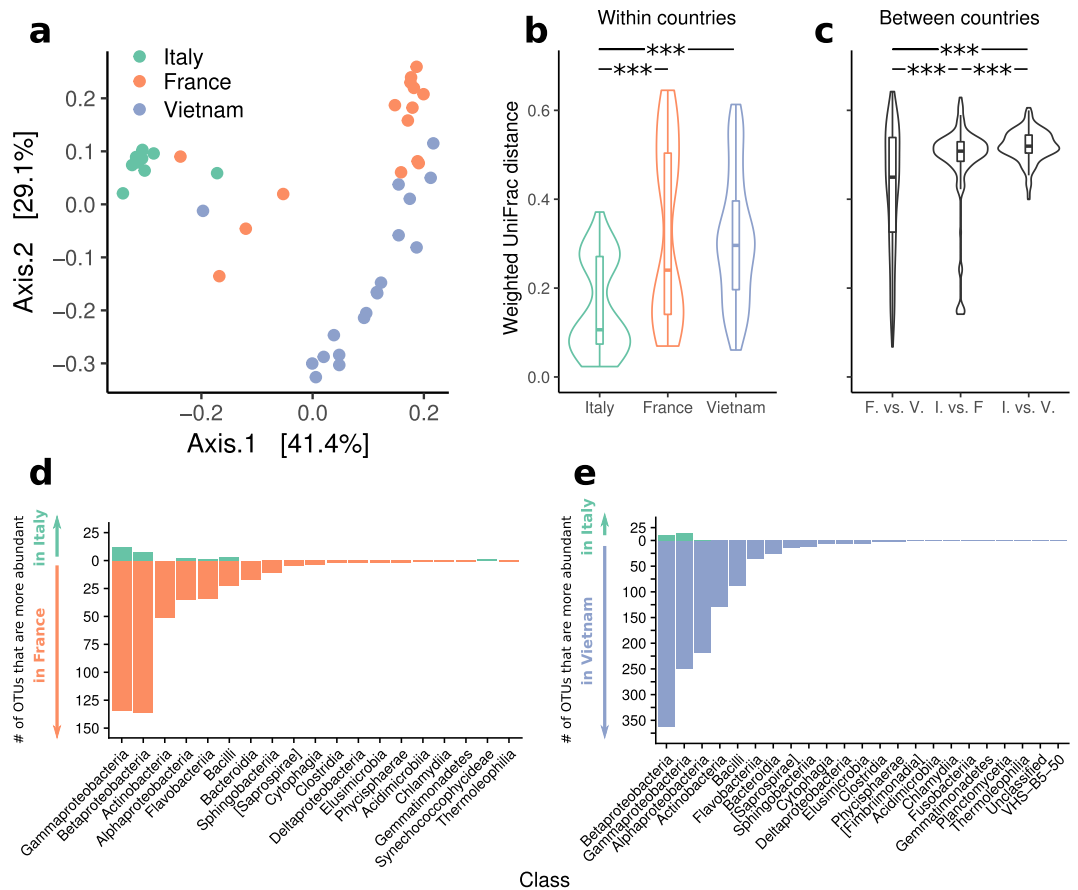 a
Italy
France
Vietnam
Axis.2 [29.1%]
0.2
0.1
0.0
−0.1
−0.2
−0.3
−0.2
0.0
0.2
Axis.1 [41.4%]
b
Within countries
***
***
Weighted UniFrac distance
0.6
0.4
0.2
0.0
Italy
France
Vietnam
c
Between countries
***
***
***
F. vs. V.
I. vs. F
I. vs. V.
d
# of OTUs that are more abundant
in Italy
in France
25
0
25
50
75
100
125
150
Gammaproteobacteria
Betaproteobacteria
Actinobacteria
Alphaproteobacteria
Flavobacteriia
Bacilli
Bacteroidia
Sphingobacteriia
[Saprospirae]
Cytophagia
Clostridia
Deltaproteobacteria
Elusimicrobia
Phycisphaerae
Acidimicrobiia
Chlamydiia
Gemmatimonadetes
Synechococcophycideae
Thermoleophilia
e
# of OTUs that are more abundant
in Italy
in Vietnam
25
0
50
100
150
200
250
300
350
Betaproteobacteria
Gammaproteobacteria
Alphaproteobacteria
Actinobacteria
Bacilli
Flavobacteriia
Bacteroidia
[Saprospirae]
Sphingobacteriia
Cytophagia
Deltaproteobacteria
Elusimicrobia
Clostridia
Phycisphaerae
[Fimbriimonadia]
Acidimicrobiia
Chlamydiia
Fusobacteriia
Gemmatimonadetes
Planctomycetia
Thermoleophilia
Unclassified
VHS−B5−50
Class